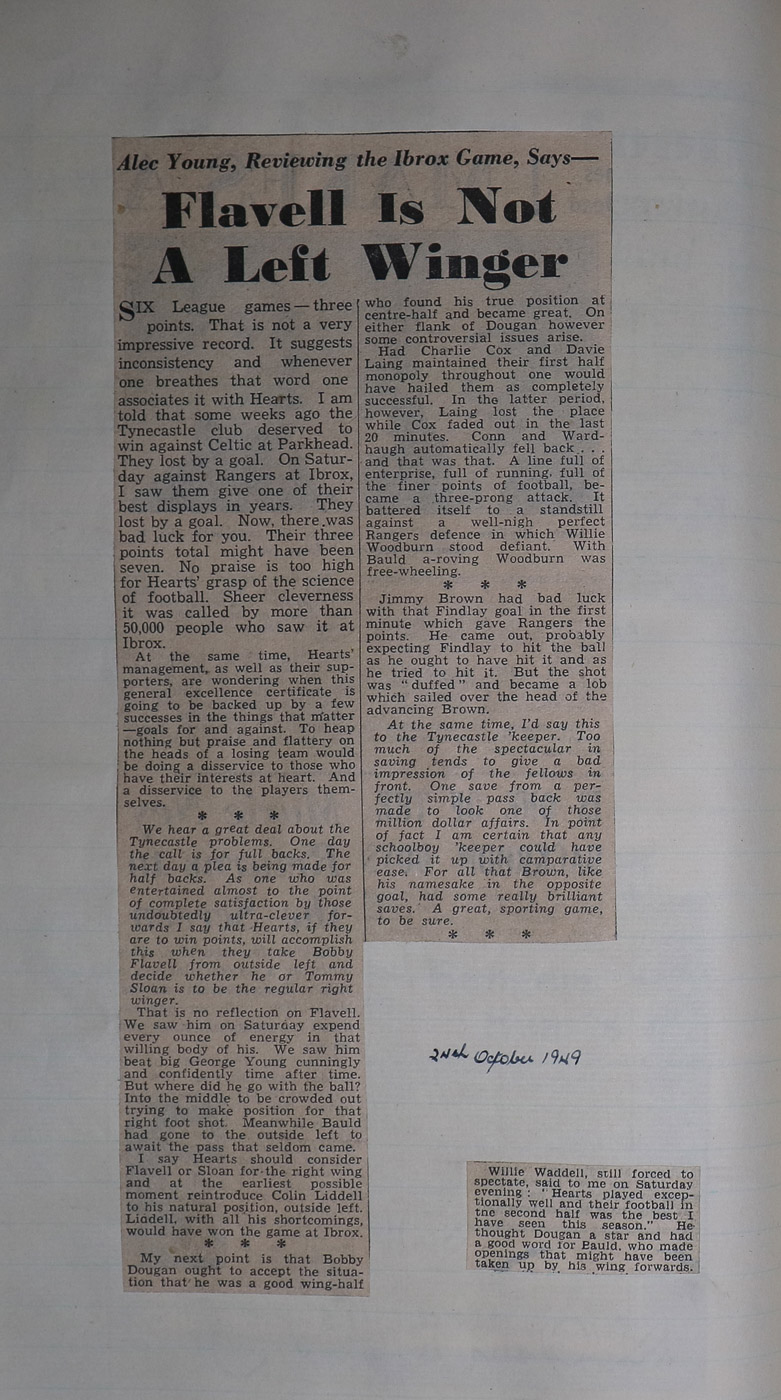 Alec Young, Reviewing the Ibrox Game, Says—
Flavell Is Not
A Left Winger
SIX League games — three
points. That is not a very
impressive record. It suggests
inconsistency and whenever
one breathes that word one
associates it with Hearts. I am
told that some weeks ago the
Tynecastle club deserved to
win against Celtic at Parkhead.
They lost by a goal. On Satur-
day against Rangers at Ibrox,
I saw them give one of their
best displays in years. They
lost by a goal. Now, there was
bad luck for you. Their three
points total might have been
seven. No praise is too high
for Hearts' grasp of the science
of football. Sheer cleverness
it was called by more than
50,000 people who saw it at
Ibrox.
At the same time, Hearts'
management, as well as their sup-
porters, are wondering when this
general excellence certificate is
going to be backed up by a few
successes in the things that matter
—goals for and against. To heap
nothing but praise and flattery on
the heads of a losing team would
be doing a disservice to those who
have their interests at heart. And
a disservice to the players them-
selves.
* * *
We hear a great deal about the
Tynecastle problems. One day
the call is for full backs. The
next day a plea is being made for
half backs. As one who was
entertained almost to the point
of complete satisfaction by those
undoubtedly ultra-clever for-
wards I say that Hearts, if they
are to win points, will accomplish
this when they take Bobby
Flavell from outside left and
decide whether he or Tommy
Sloan is to be the regular right
winger.
That is no reflection on Flavell.
We saw him on Saturday expend
every ounce of energy in that
willing body of his. We saw him
beat big George Young cunningly
and confidently time after time.
But where did he go with the ball?
Into the middle to be crowded out
trying to make position for that
right foot shot. Meanwhile Bauld
had gone to the outside left to
await the pass that seldom came.
I say Hearts should consider
Flavell or Sloan for the right wing
and at the earliest possible
moment reintroduce Colin Liddell
to his natural position, outside left.
Liddell, with all his shortcomings,
would have won the game at Ibrox.
* * *
My next point is that Bobby
Dougan ought to accept the situa-
tion that he was a good wing-half
who found his true position at
centre-half and became great. On
either flank of Dougan however
some controversial issues arise.
Had Charlie Cox and Davie
Laing maintained their first half
monopoly throughout one would
have hailed them as completely
successful. In the latter period,
however, Laing lost the place
while Cox faded out in the last
20 minutes. Conn and Ward-
haugh automatically fell back . . .
and that was that. A line full of
enterprise, full of running, full of
the finer points of football, be-
came a three-prong attack. It
battered itself to a standstill
against a well-nigh perfect
Rangers defence in which Willie
Woodburn stood defiant. With
Bauld a-roving Woodburn was
free-wheeling.
* * *
Jimmy Brown had bad luck
with that Findlay goal in the first
minute which gave Rangers the
points. He came out, probably
expecting Findlay to hit the ball
as he ought to have hit it and as
he tried to hit it. But the shot
was "duffed" and became a lob
which sailed over the head of the
advancing Brown.
At the same time, I'd say this
to the Tynecastle 'keeper. Too
much of the spectacular in
saving tends to give a bad
impression of the fellows in
front. One save from a per-
fectly simple pass back was
made to look one of those
million dollar affairs. In point
of fact I am certain that any
schoolboy 'keeper could have
picked it up with camparative
ease. For all that Brown, like
his namesake in the opposite
goal, had some really brilliant
saves. A great, sporting game,
to be sure.
* * *
24th October 1949
Willie Waddell, still forced to
spectate, said to me on Saturday
evening: "Hearts played excep-
tionally well and their football in
the second half was the best I
have seen this season." He
thought Dougan a star and had
a good word for Bauld, who made
openings that might have been
taken up by his wing forwards.